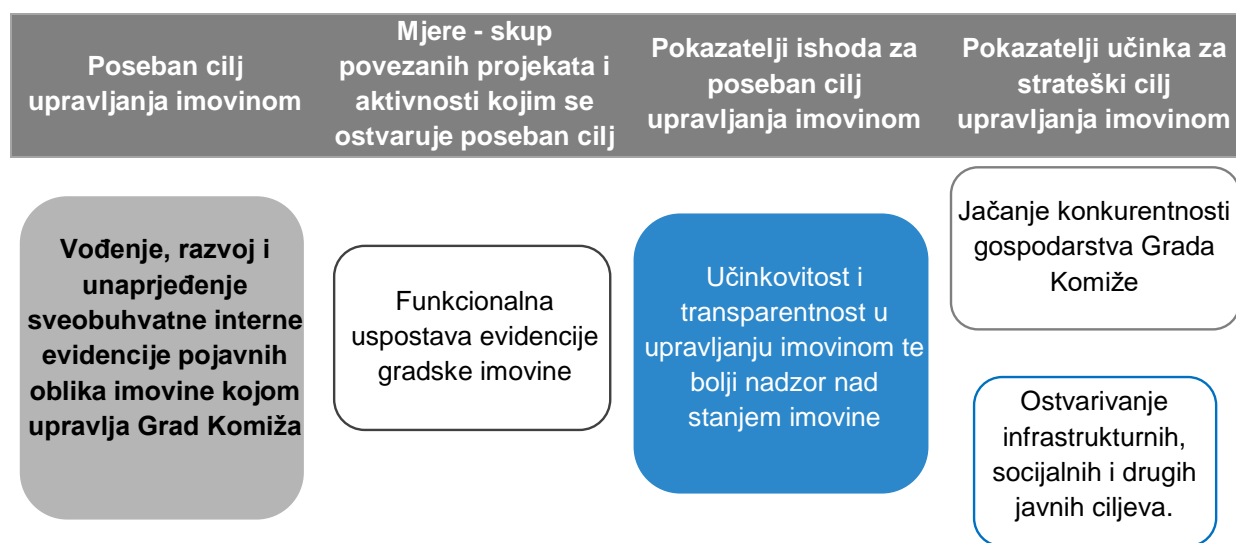 Poseban cilj
upravljanja imovinom
Mjere - skup
povezanih projekata i
aktivnosti kojim se
ostvaruje poseban cilj
Pokazatelji ishoda za
poseban cilj
upravljanja imovinom
Pokazatelji učinka za
strateški cilj
upravljanja imovinom
Vođenje, razvoj i
unaprjeđenje
sveobuhvatne interne
evidencije pojavnih
oblika imovine kojom
upravlja Grad Komiža
Funkcionalna
uspostava evidencije
gradske imovine
Učinkovitost i
transparentnost u
upravljanju imovinom te
bolji nadzor nad
stanjem imovine
Jačanje konkurentnosti
gospodarstva Grada
Komiže
Ostvarivanje
infrastrukturnih,
socijalnih i drugih
javnih ciljeva.